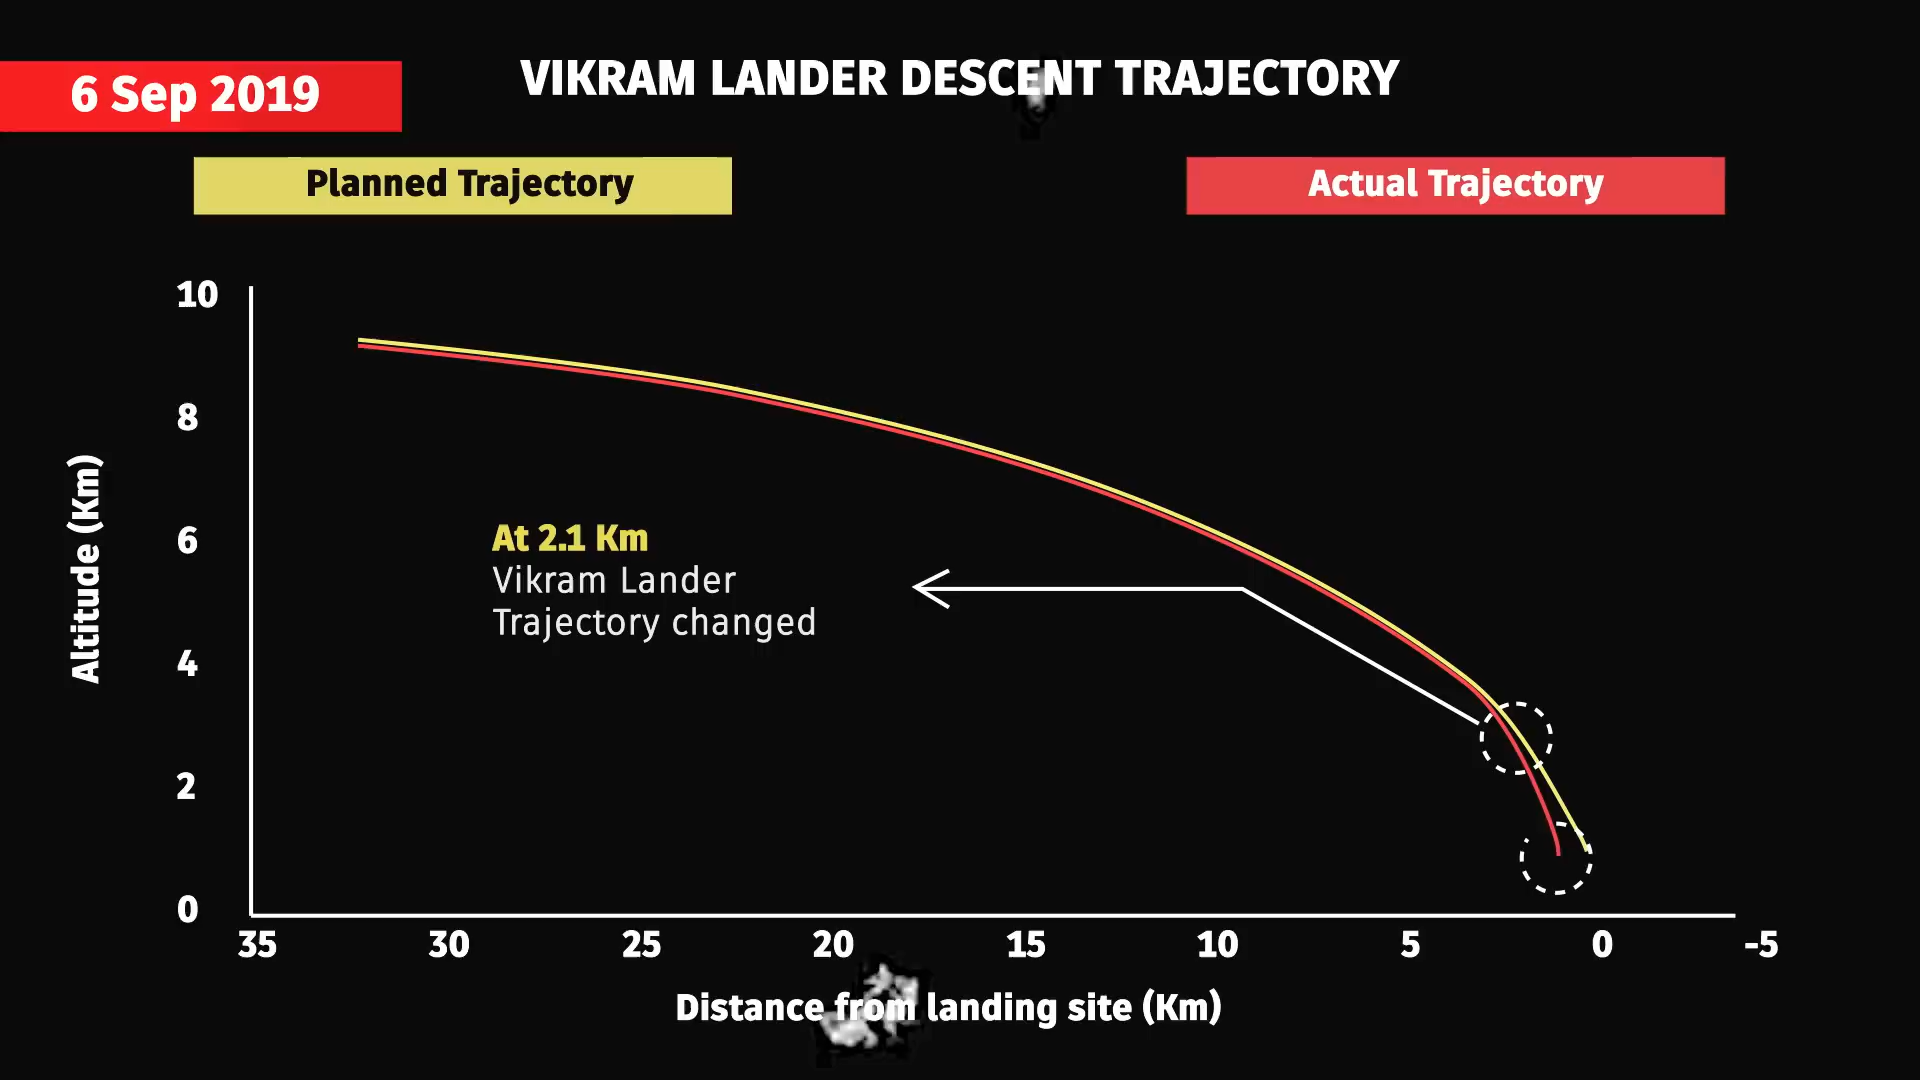 6 Sep 2019
VIKRAM LANDER DESCENT TRAJECTORY
Planned Trajectory
Actual Trajectory
10
8
6
4
2
0
Altitude (Km)
At 2.1 Km
Vikram Lander
Trajectory changed
35 30 25 20 15 10 5 0 -5
Distance from landing site (Km)